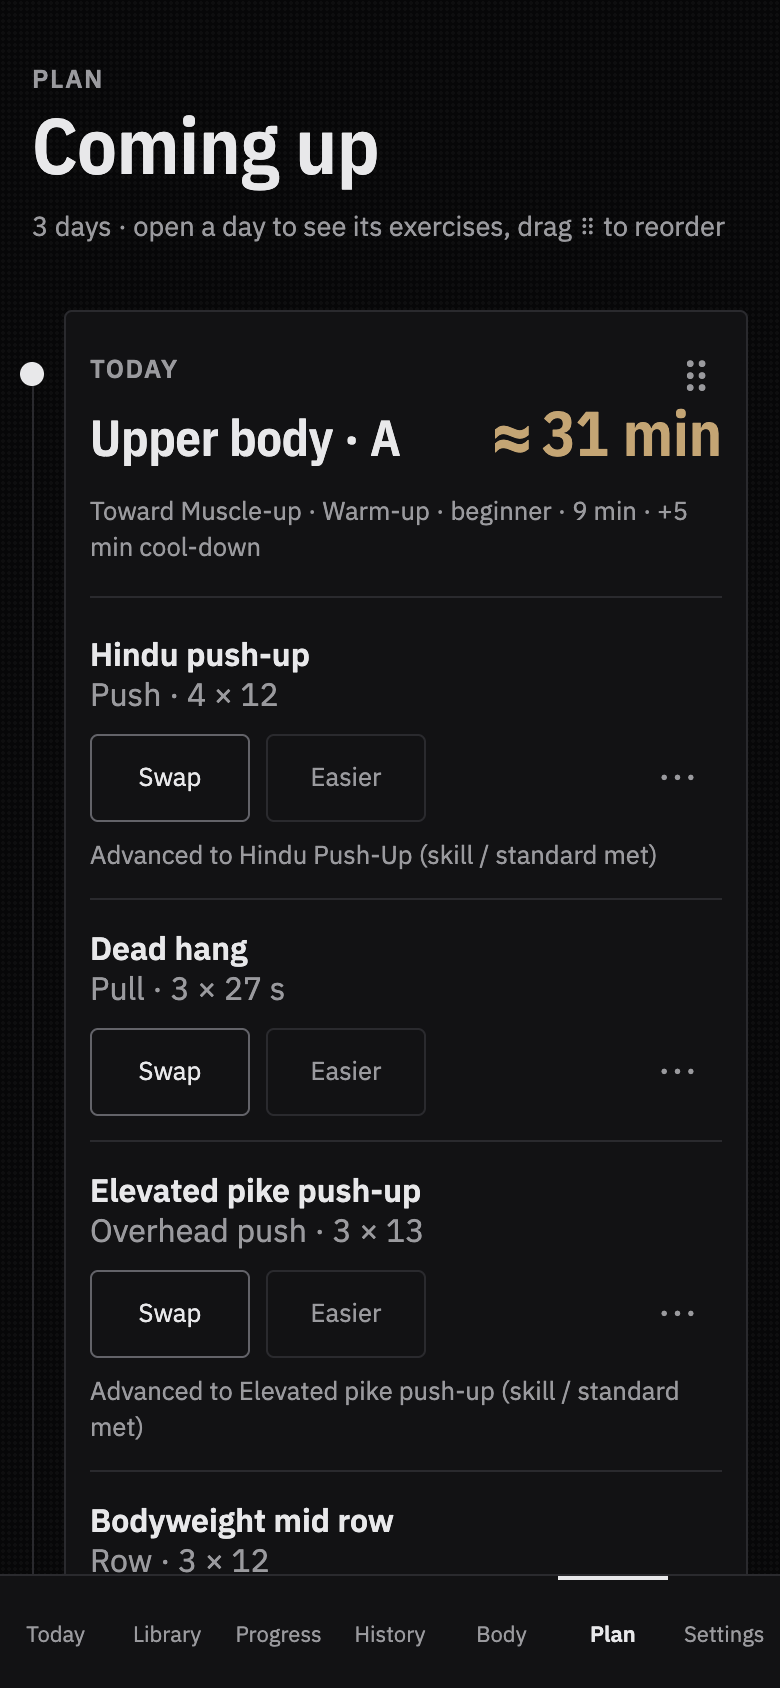 PLAN
Coming up
3 days · open a day to see its exercises, drag ⠿ to reorder
TODAY
Upper body · A ≈ 31 min
Toward Muscle-up · Warm-up · beginner · 9 min · +5
min cool-down
Hindu push-up
Push · 4 × 12
Swap Easier ···
Advanced to Hindu Push-Up (skill / standard met)
Dead hang
Pull · 3 × 27 s
Swap Easier ···
Elevated pike push-up
Overhead push · 3 × 13
Swap Easier ···
Advanced to Elevated pike push-up (skill / standard
met)
Bodyweight mid row
Row · 3 × 12
Today Library Progress History Body Plan Settings